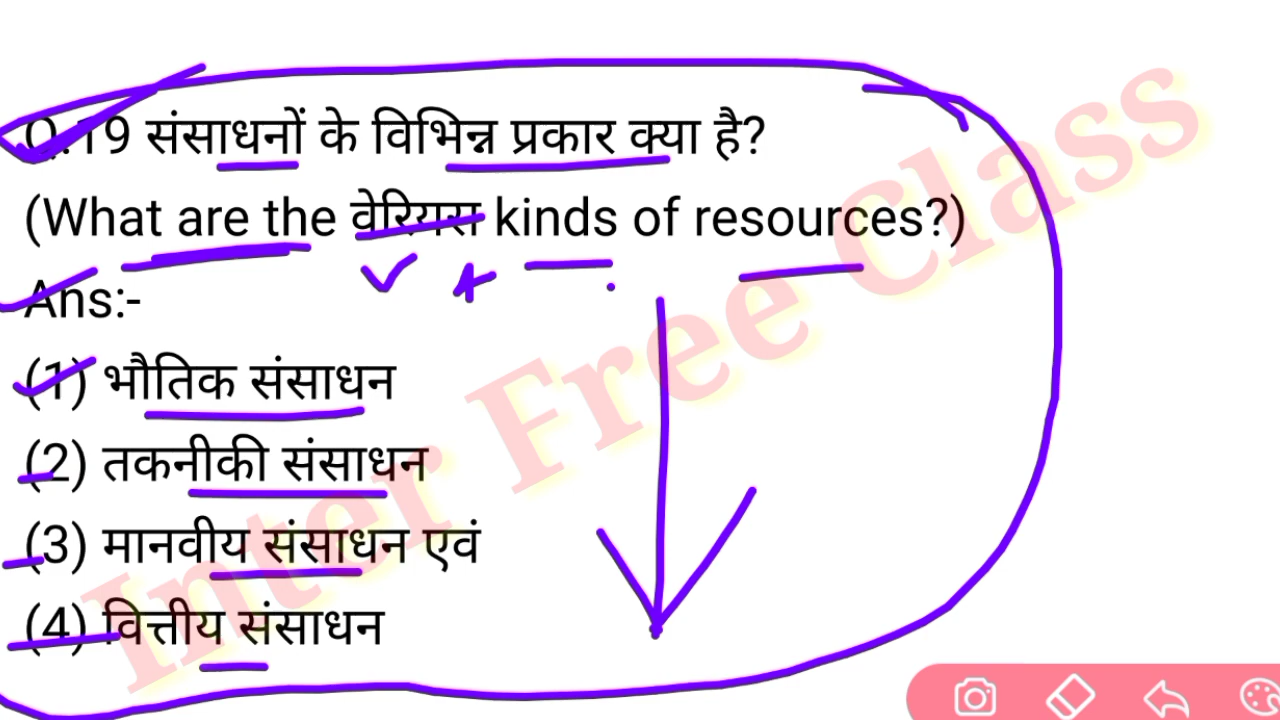 Q.19 संसाधनों के विभिन्न प्रकार क्या है?
(What are the वेरियस kinds of resources?)
Ans:-
(1) भौतिक संसाधन
(2) तकनीकी संसाधन
(3) मानवीय संसाधन एवं
(4) वित्तीय संसाधन
Inter Free Class